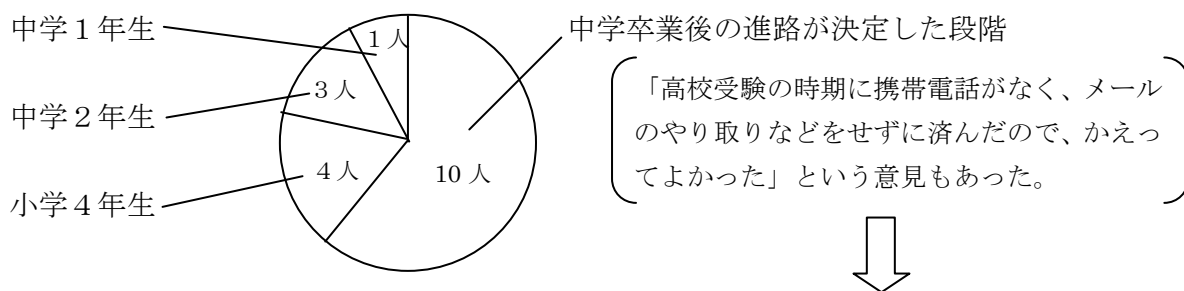 中学１年生
１人
中学卒業後の進路が決定した段階
３人
「高校受験の時期に携帯電話がなく、メール
中学２年生
のやり取りなどをせずに済んだので、かえっ
４人
10 人
てよかった」という意見もあった。
小学４年生